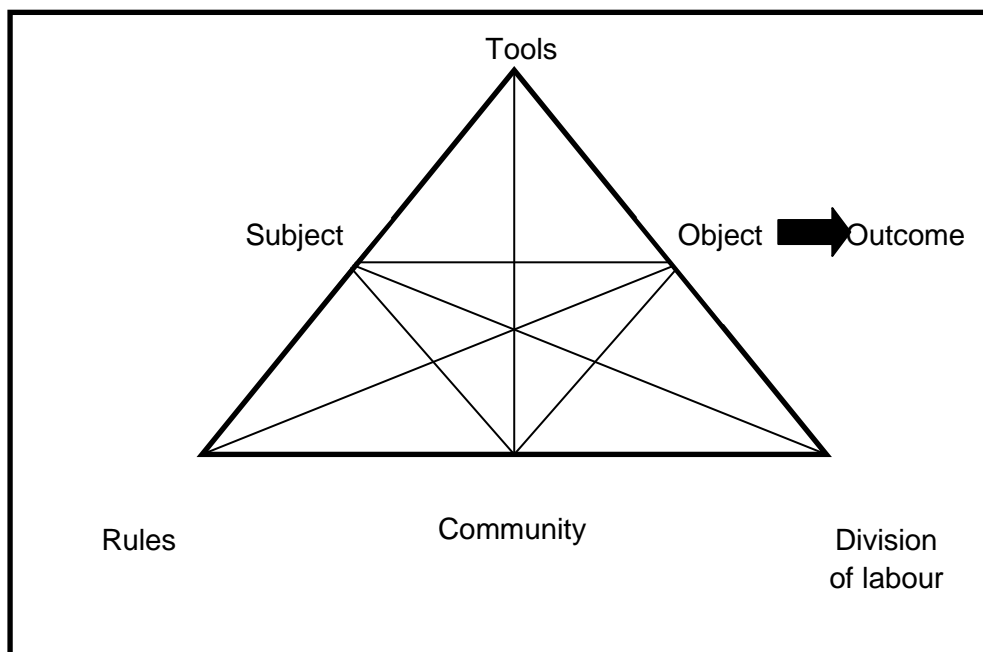 Tools
Subject
Object
Outcome
Community
Rules
Division
of labour